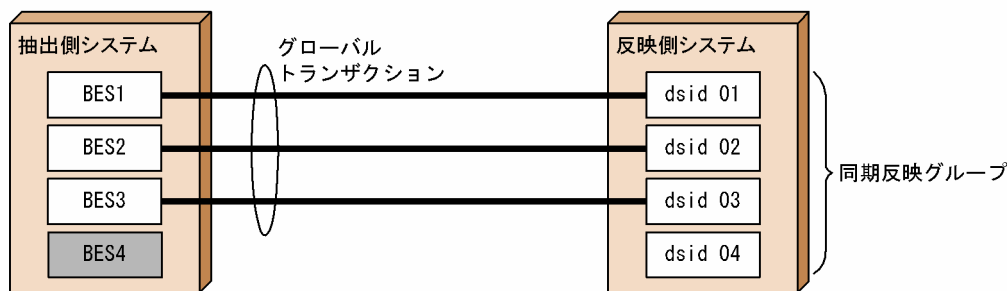 抽出側システム
BES1
BES2
BES3
BES4
グローバル
トランザクション
反映側システム
dsid 01
dsid 02
dsid 03
dsid 04
同期反映グループ